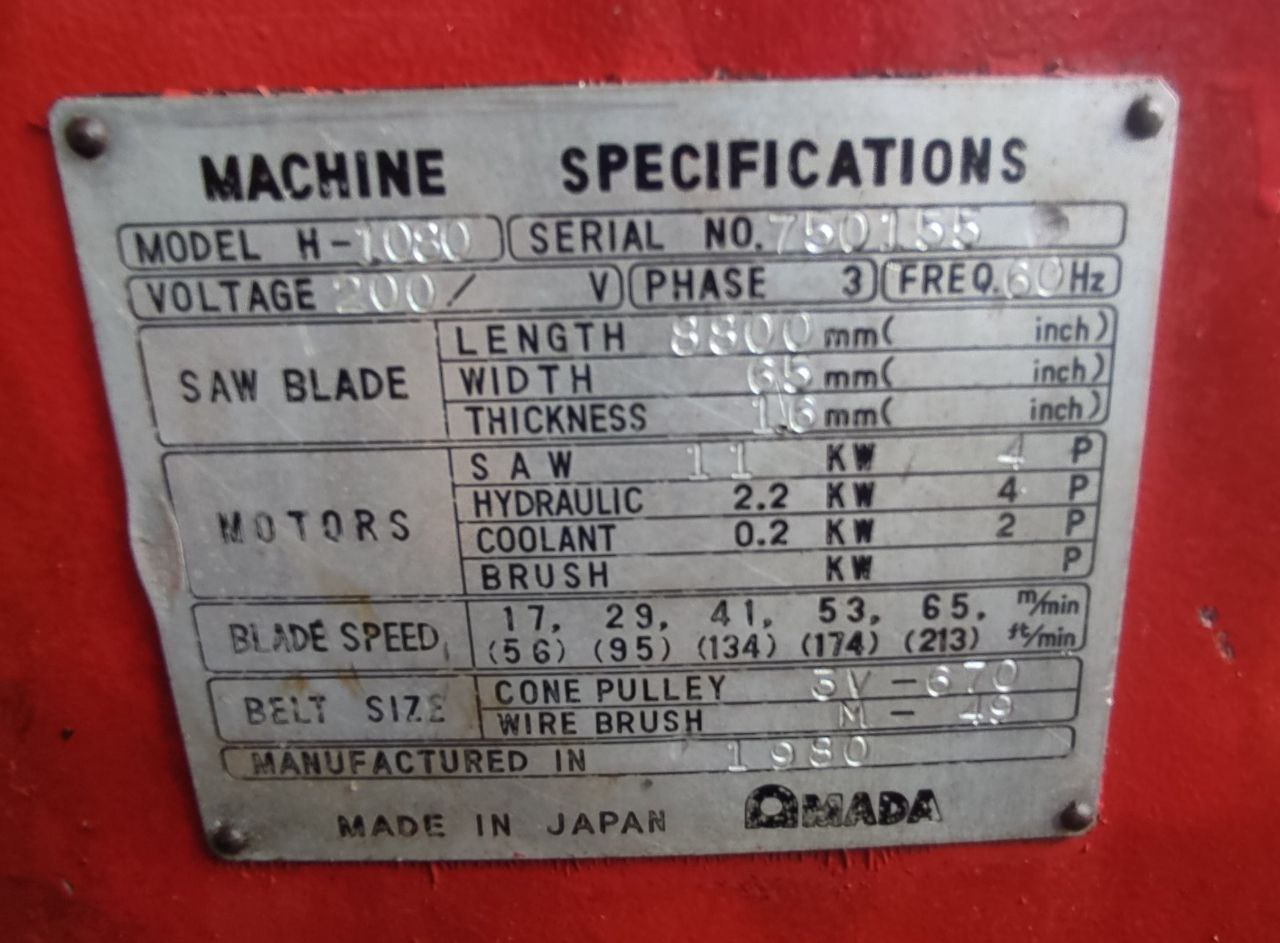 MACHINE SPECIFICATIONS
MODEL H-1080 SERIAL NO. 750155
VOLTAGE 200/ V PHASE 3 FREQ. 60 Hz
SAW BLADE
LENGTH 8800 mm( inch)
WIDTH 65 mm( inch)
THICKNESS 1.6 mm( inch)
MOTORS
SAW 11 KW 4 P
HYDRAULIC 2.2 KW 4 P
COOLANT 0.2 KW 2 P
BRUSH KW P
BLADE SPEED
17, 29, 41, 53, 65. m/min
(56) (95) (134) (174) (213) ft/min
BELT SIZE
CONE PULLEY 5V-670
WIRE BRUSH M-49
MANUFACTURED IN 1980
MADE IN JAPAN AMADA